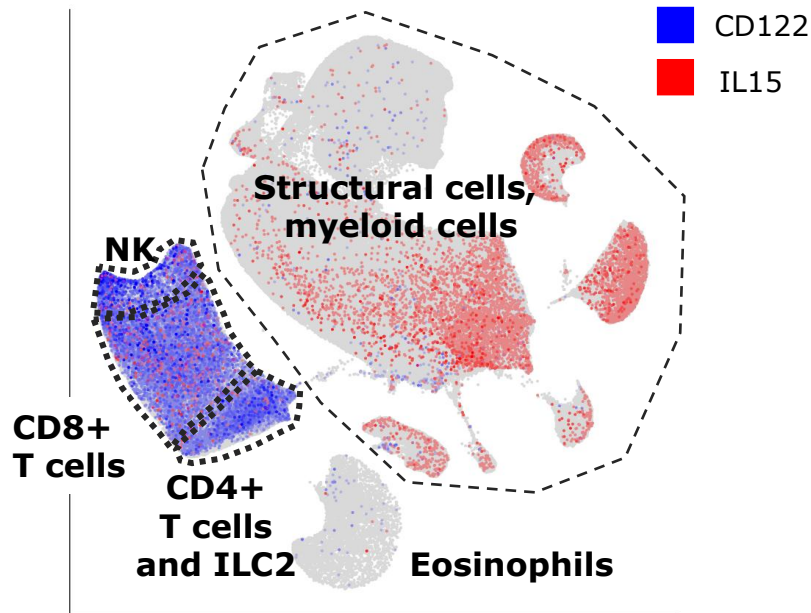 CD122
IL15
Structural cells,
myeloid cells
NK
CD8+
T cells
CD4+
T cells
and ILC2
Eosinophils